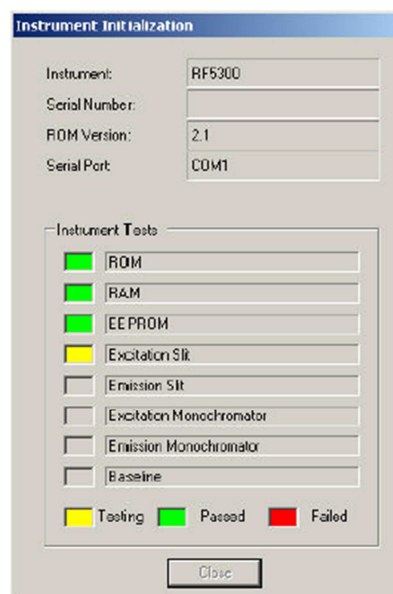 Instrument Initialization
Instrument: RF5300
Serial Number:
ROM Version: 2.1
Serial Port: COM1
Instrument Tests
ROM
RAM
EEPROM
Excitation Slit
Emission Slit
Excitation Monochromator
Emission Monochromator
Baseline
Testing Passed Failed
Close